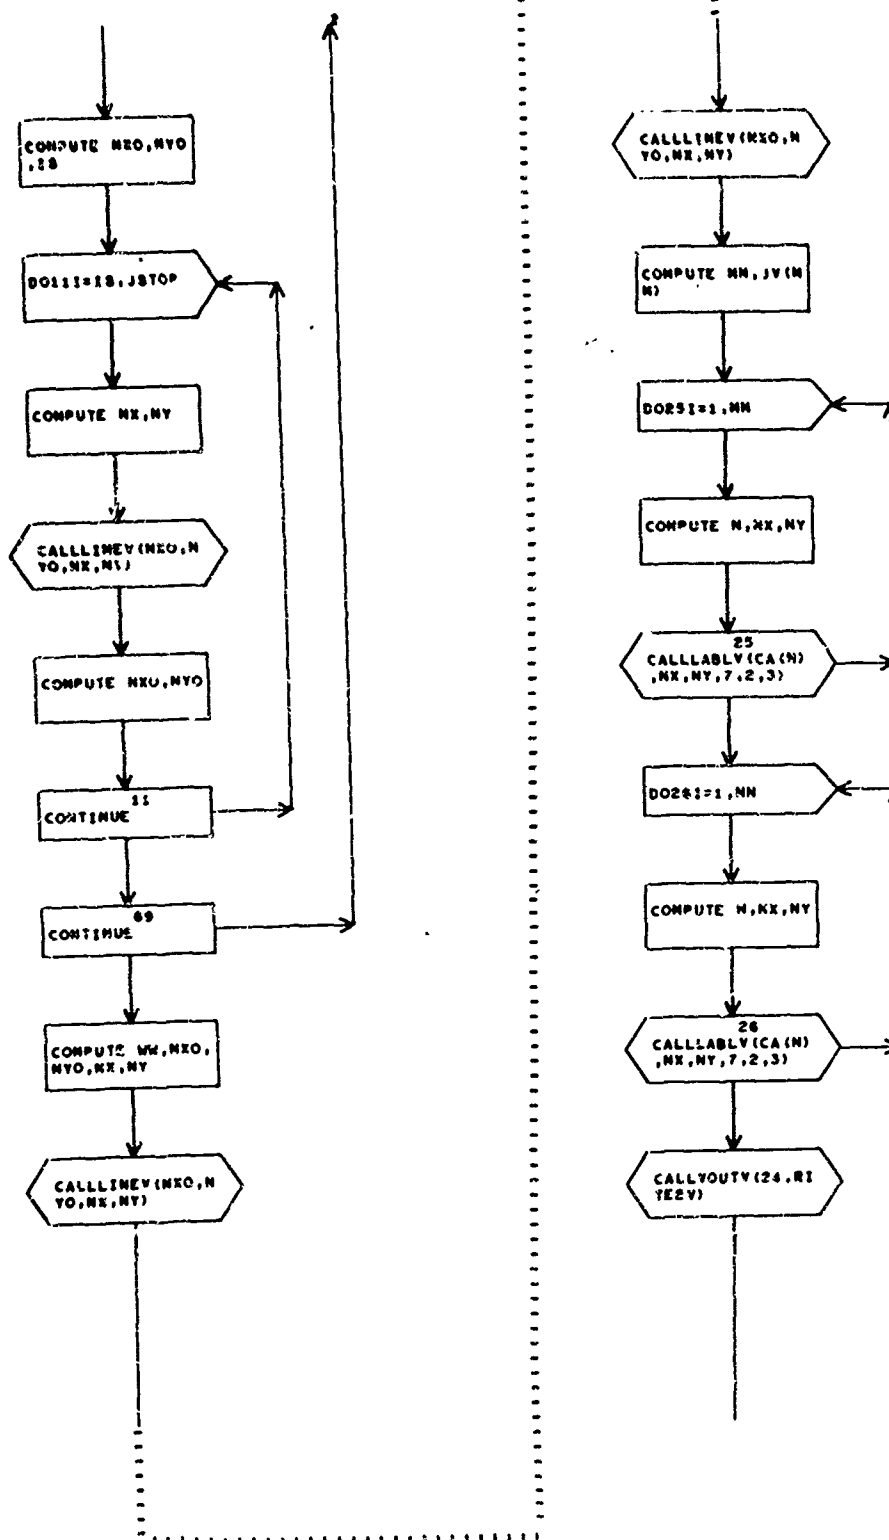 COMPUTE NXO,NYO
,IS
DO11I=IS,JSTOP
COMPUTE NX,NY
CALLLINEV(NXO,N
YO,NX,NY)
COMPUTE NXO,NYO
11
CONTINUE
69
CONTINUE
COMPUTE WW,NXO,
NYO,NX,NY
CALLLINEV(NXO,N
YO,NX,NY)
CALLLINEV(NXO,N
YO,NX,NY)
COMPUTE NN,JV(N
N)
DO25I=1,NN
COMPUTE N,NX,NY
25
CALLLABLV(CA(N)
,NX,NY,7,2,3)
DO26I=1,NN
COMPUTE N,NX,NY
26
CALLLABLV(CA(N)
,NX,NY,7,2,3)
CALLVOUTV(24,RI
TE2V)